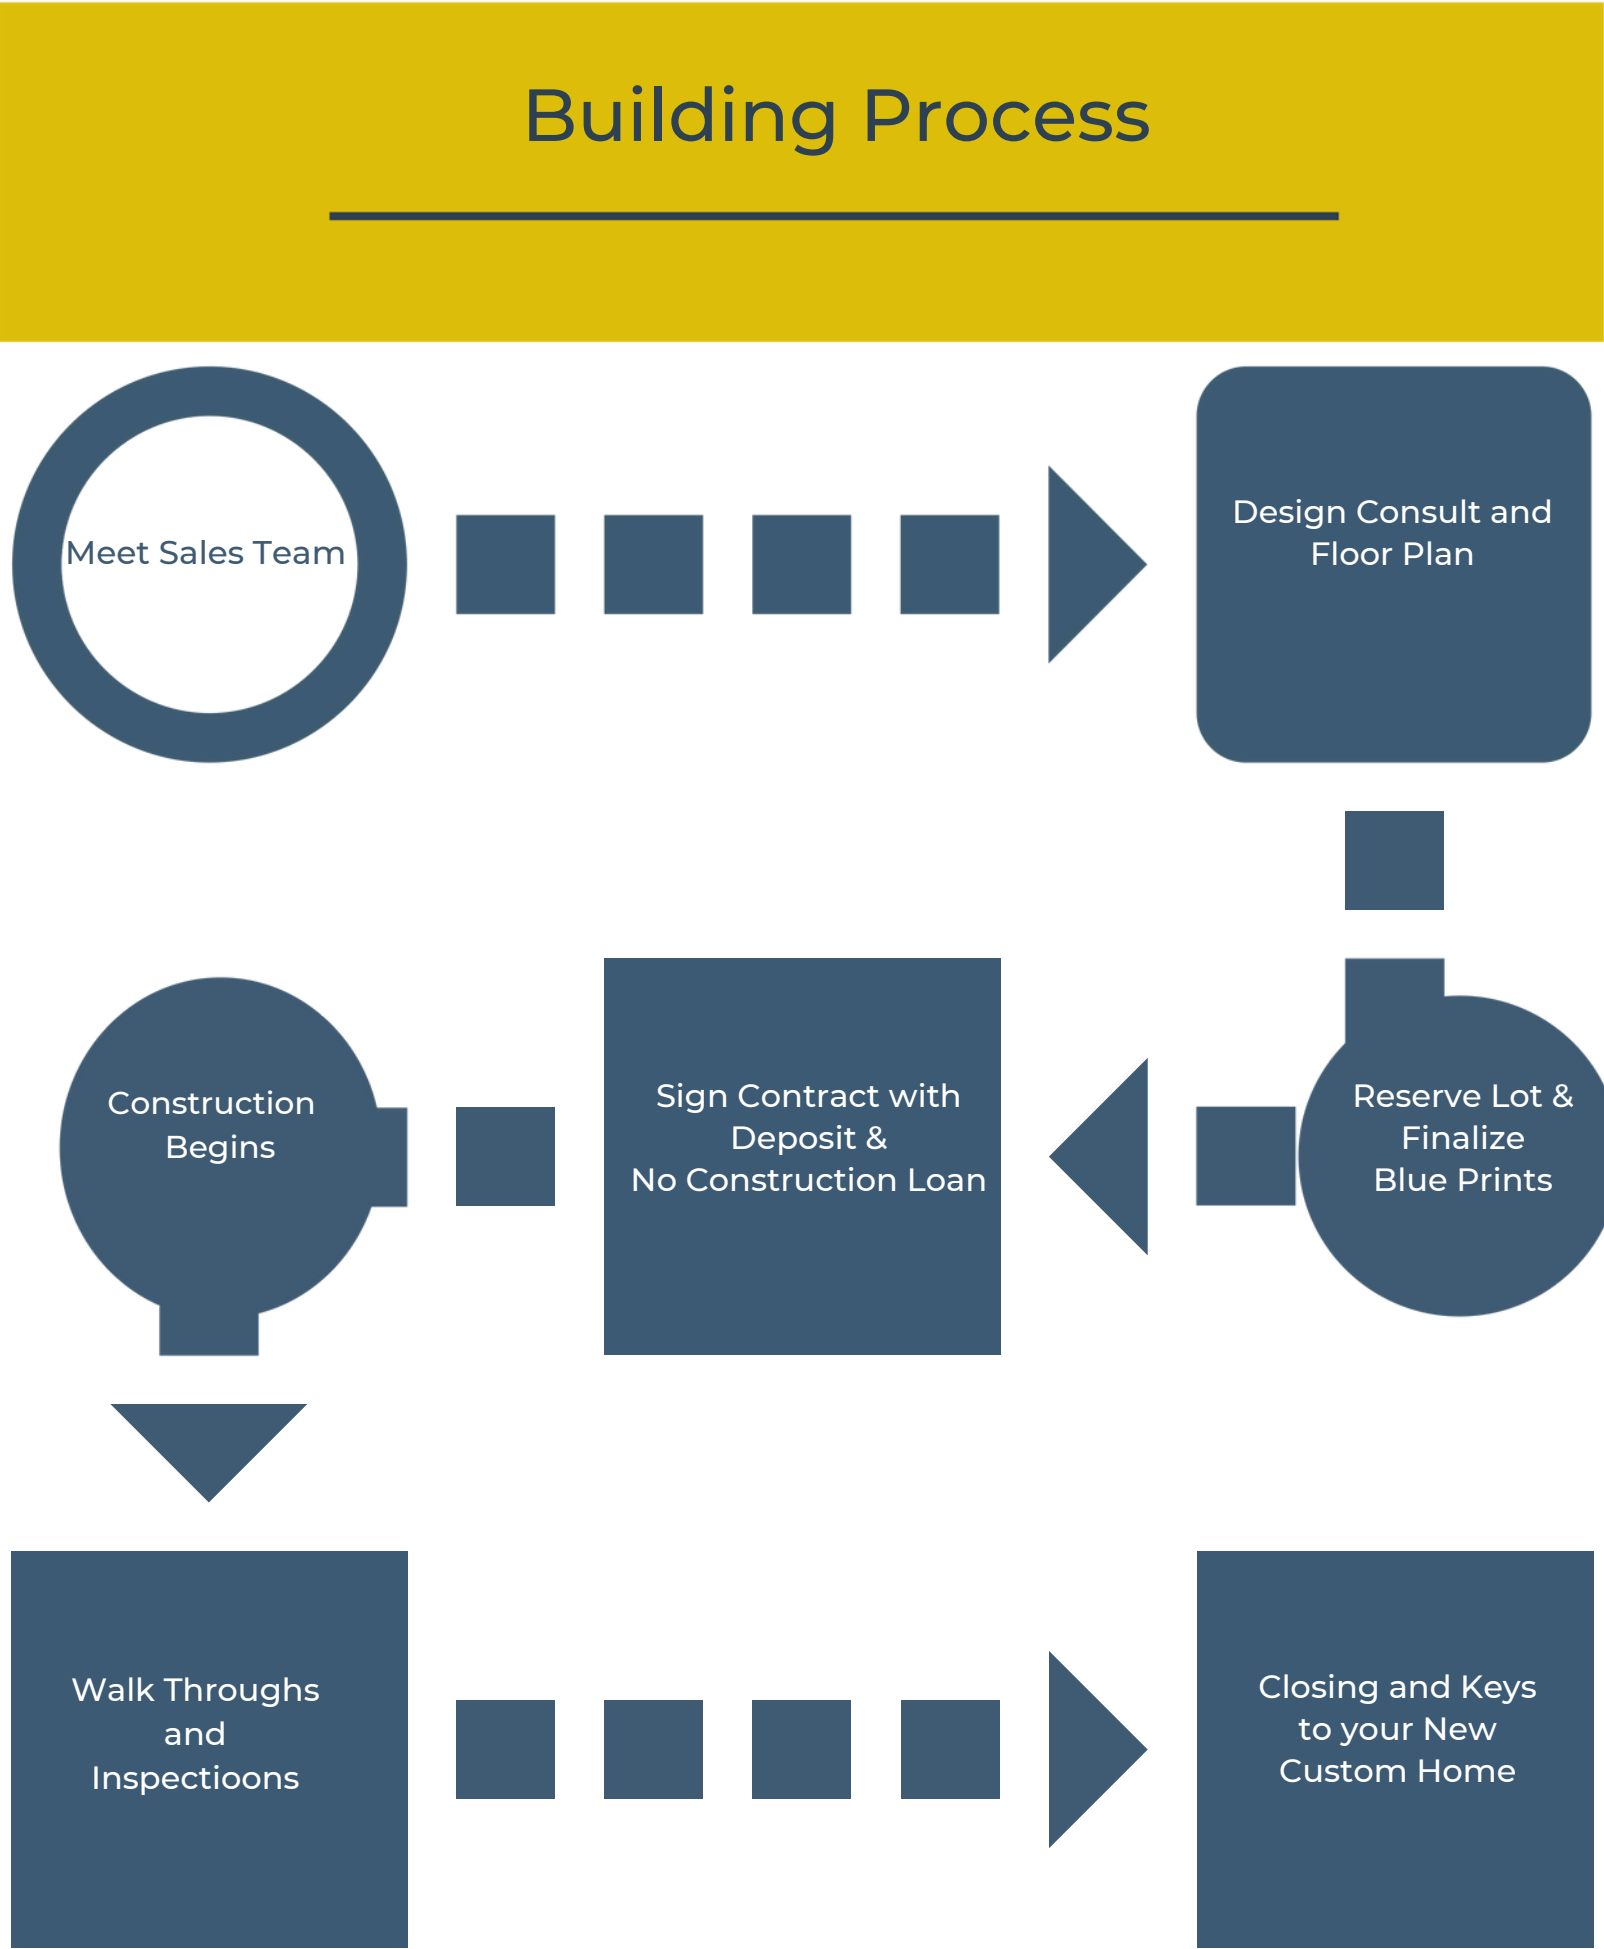 Building Process
Meet Sales Team
Design Consult and
Floor Plan
Reserve Lot &
Finalize
Blue Prints
Sign Contract with
Deposit &
No Construction Loan
Construction
Begins
Walk Throughs
and
Inspectioons
Closing and Keys
to your New
Custom Home